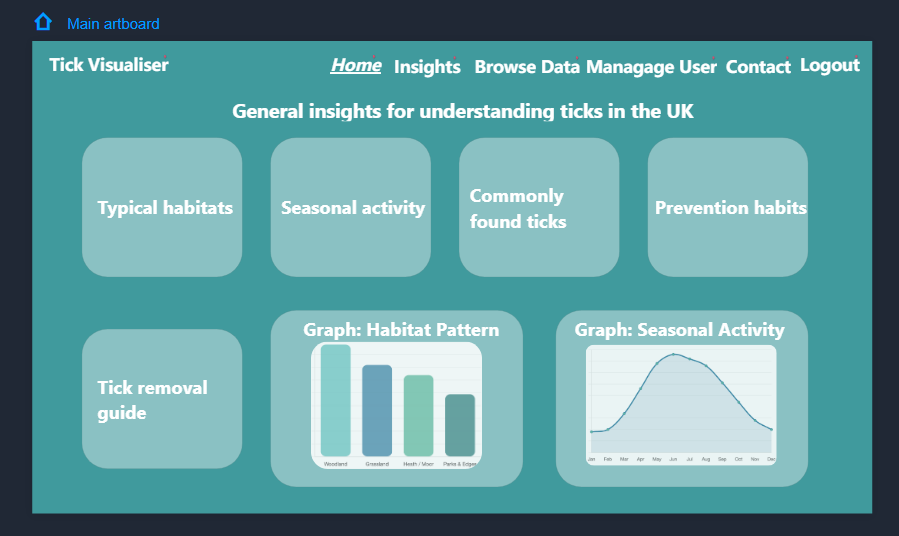 Main artboard
Tick Visualiser
Home Insights Browse Data Managage User Contact Logout
General insights for understanding ticks in the UK
Typical habitats
Seasonal activity
Commonly
found ticks
Prevention habits
Tick removal
guide
Graph: Habitat Pattern
Woodland Grassland Heath / Moor Parks & Edges
Graph: Seasonal Activity
Jan Feb Mar Apr May Jun Jul Aug Sep Oct Nov Dec